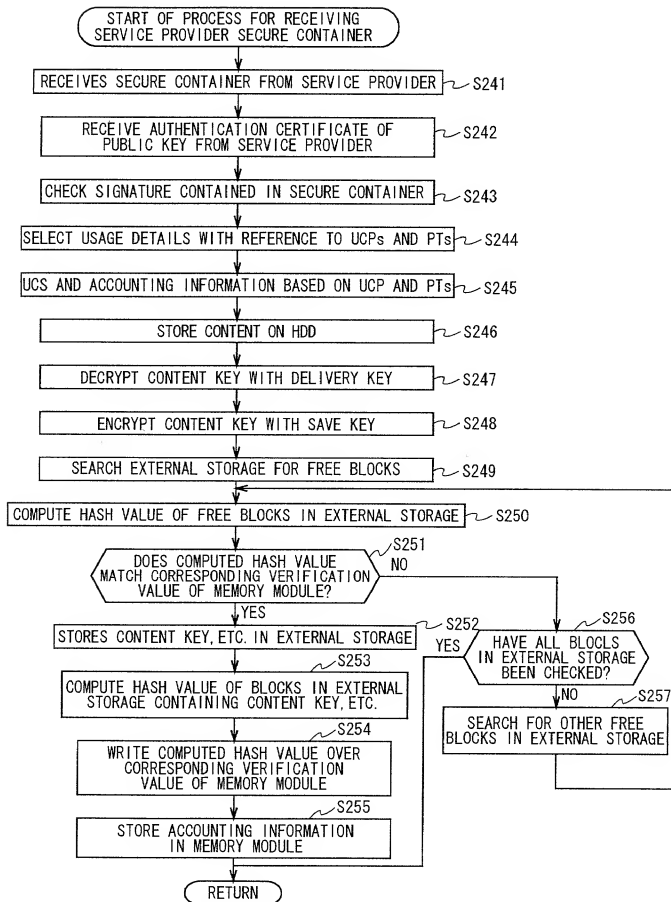 START OF PROCESS FOR RECEIVING
SERVICE PROVIDER SECURE CONTAINER
RECEIVES SECURE CONTAINER FROM SERVICE PROVIDER
S241
RECEIVE AUTHENTICATION CERTIFICATE OF
PUBLIC KEY FROM SERVICE PROVIDER
S242
CHECK SIGNATURE CONTAINED IN SECURE CONTAINER
S243
SELECT USAGE DETAILS WITH REFERENCE TO UCPs AND PTs
S244
UCS AND ACCOUNTING INFORMATION BASED ON UCP AND PTs
S245
STORE CONTENT ON HDD
S246
DECRYPT CONTENT KEY WITH DELIVERY KEY
S247
ENCRYPT CONTENT KEY WITH SAVE KEY
S248
SEARCH EXTERNAL STORAGE FOR FREE BLOCKS
S249
COMPUTE HASH VALUE OF FREE BLOCKS IN EXTERNAL STORAGE
S250
S251
DOES COMPUTED HASH VALUE
MATCH CORRESPONDING VERIFICATION
VALUE OF MEMORY MODULE?
NO
YES
S252
STORES CONTENT KEY, ETC. IN EXTERNAL STORAGE
S253
COMPUTE HASH VALUE OF BLOCKS IN EXTERNAL
STORAGE CONTAINING CONTENT KEY, ETC.
S254
WRITE COMPUTED HASH VALUE OVER
CORRESPONDING VERIFICATION
VALUE OF MEMORY MODULE
S255
STORE ACCOUNTING INFORMATION
IN MEMORY MODULE
RETURN
S256
YES
HAVE ALL BLOCLS
IN EXTERNAL STORAGE
BEEN CHECKED?
NO
S257
SEARCH FOR OTHER FREE
BLOCKS IN EXTERNAL STORAGE